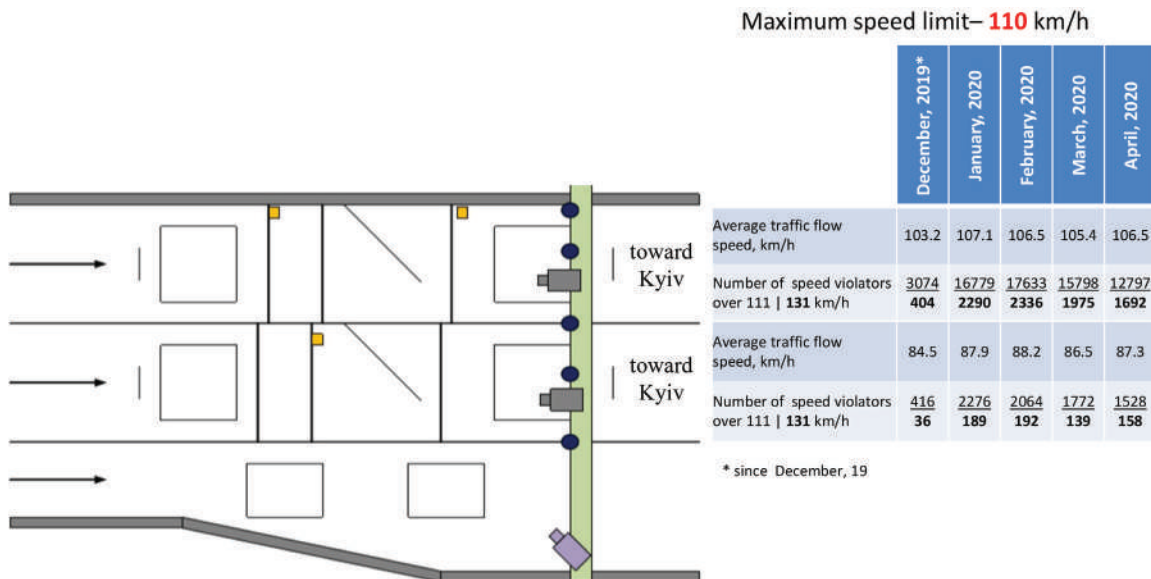 Maximum speed limit– 110 km/h
December, 2019*
January, 2020
February, 2020
March, 2020
April, 2020
Average traffic flow
speed, km/h
103.2 107.1 106.5 105.4 106.5
Number of speed violators
over 111 | 131 km/h
3074 16779 17633 15798 12797
404 2290 2336 1975 1692
Average traffic flow
speed, km/h
84.5 87.9 88.2 86.5 87.3
Number of speed violators
over 111 | 131 km/h
416 2276 2064 1772 1528
36 189 192 139 158
* since December, 19
toward
Kyiv
toward
Kyiv